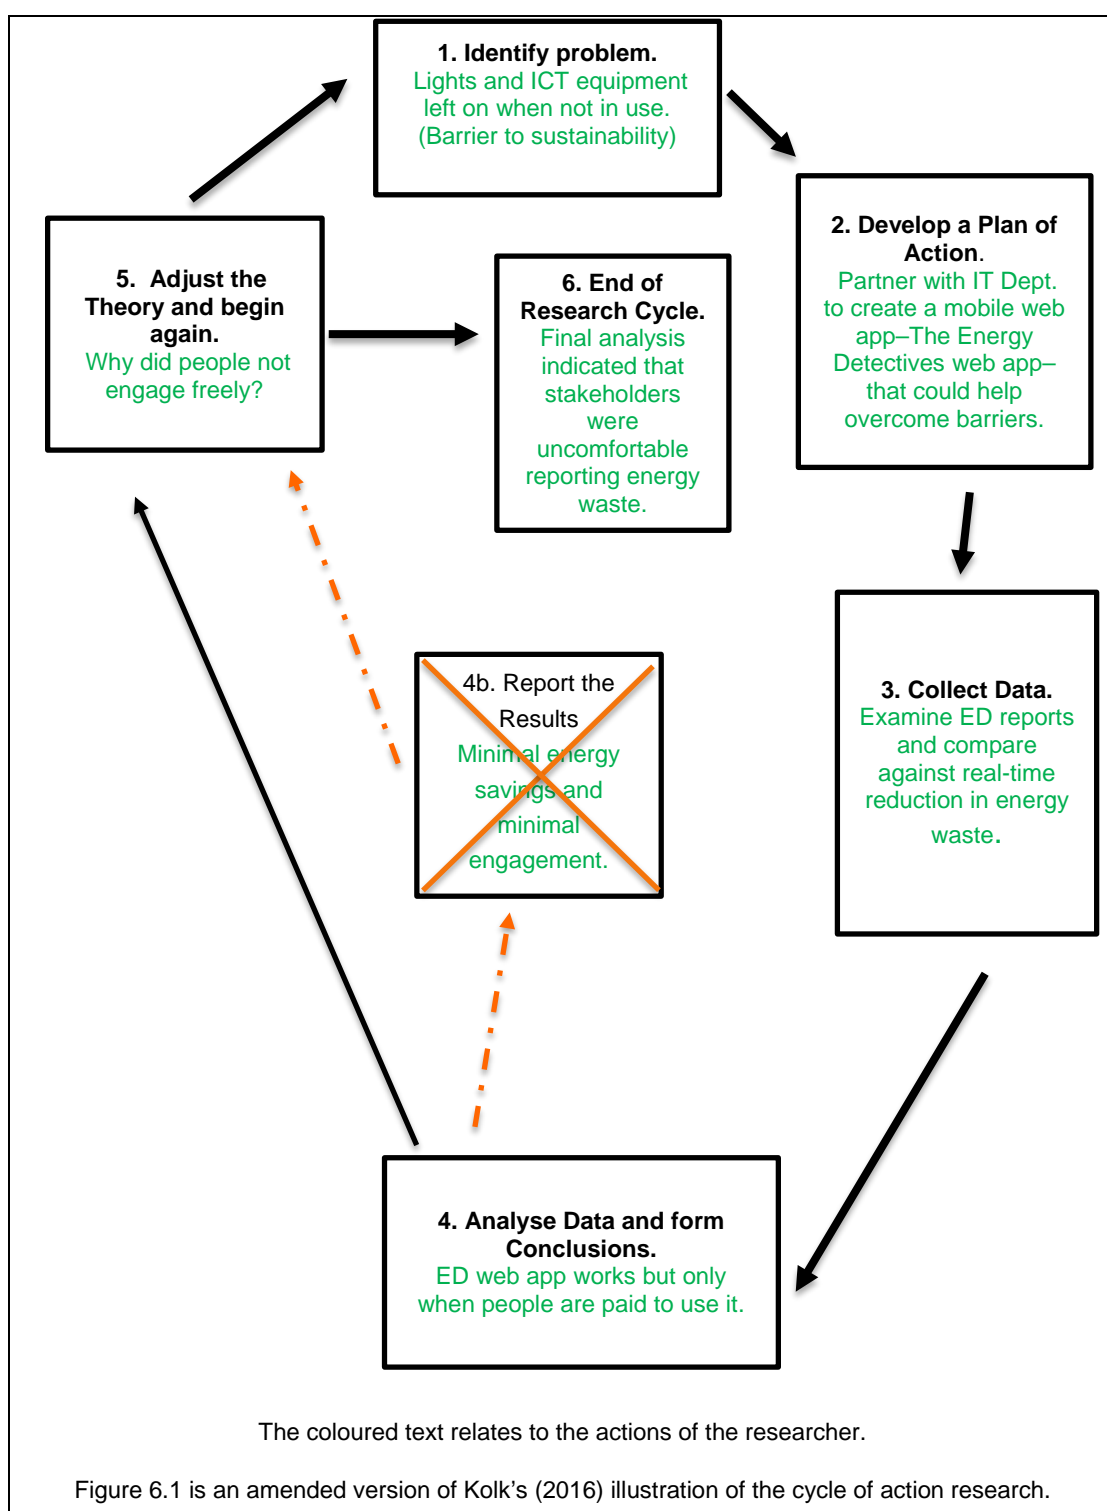 1. Identify problem.
Lights and ICT equipment
left on when not in use.
(Barrier to sustainability)
2. Develop a Plan of
Action.
Partner with IT Dept.
to create a mobile web
app–The Energy
Detectives web app–
that could help
overcome barriers.
3. Collect Data.
Examine ED reports
and compare
against real-time
reduction in energy
waste.
4. Analyse Data and form
Conclusions.
ED web app works but only
when people are paid to use it.
4b. Report the
Results
Minimal energy
savings and
minimal
engagement.
5. Adjust the
Theory and begin
again.
Why did people not
engage freely?
6. End of
Research Cycle.
Final analysis
indicated that
stakeholders
were
uncomfortable
reporting energy
waste.
The coloured text relates to the actions of the researcher.
Figure 6.1 is an amended version of Kolk’s (2016) illustration of the cycle of action research.